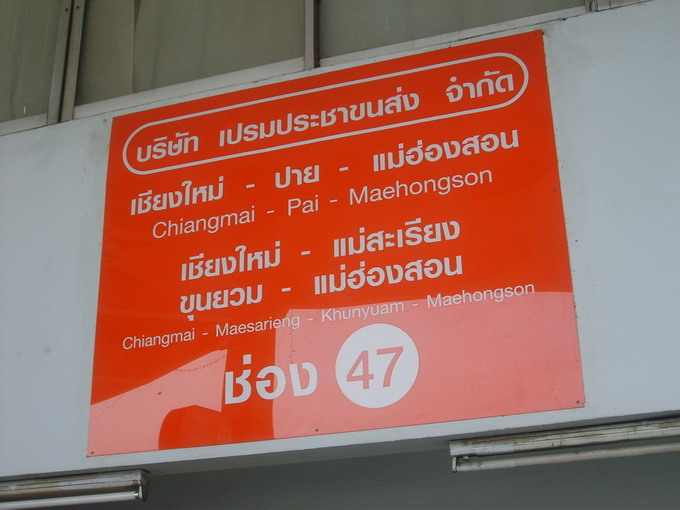 บริษัท เปรมประชาขนส่ง จำกัด
เชียงใหม่ - ปาย - แม่ฮ่องสอน
Chiangmai - Pai - Maehongson
เชียงใหม่ - แม่สะเรียง
ขุนยวม - แม่ฮ่องสอน
Chiangmai - Maesarieng - Khunyuam - Maehongson
ช่อง 47